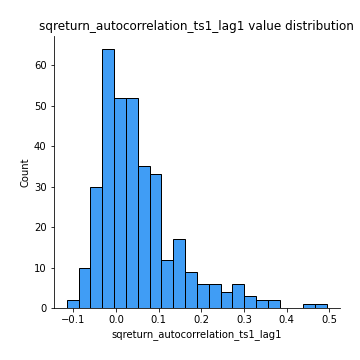 sqreturn_autocorrelation_ts1_lag1 value distribution
60
50
40
30
20
10
0
Count
−0.1 0.0 0.1 0.2 0.3 0.4 0.5
sqreturn_autocorrelation_ts1_lag1